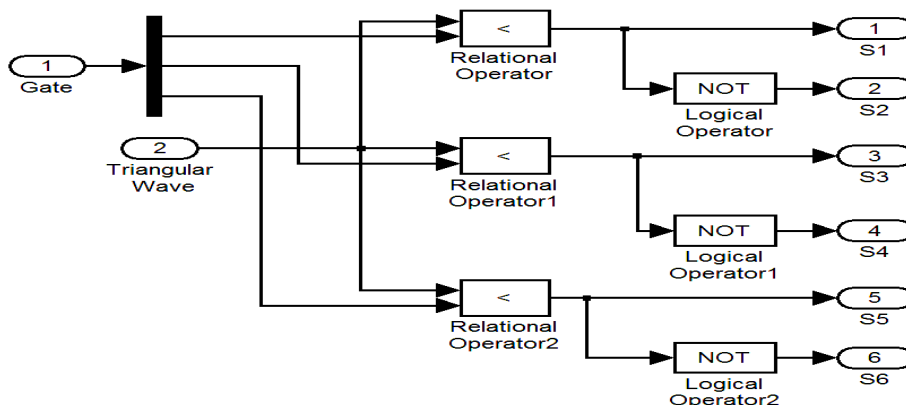 1
Gate
2
Triangular
Wave
<
Relational
Operator
NOT
Logical
Operator
1
S1
2
S2
<
Relational
Operator1
NOT
Logical
Operator1
3
S3
4
S4
<
Relational
Operator2
NOT
Logical
Operator2
5
S5
6
S6